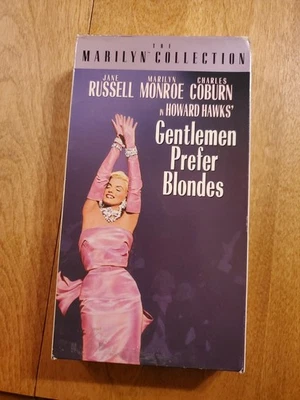 THE
MARILYN COLLECTION
JANE MARILYN CHARLES
RUSSELL MONROE COBURN
IN HOWARD HAWKS'
Gentlemen
Prefer
Blondes